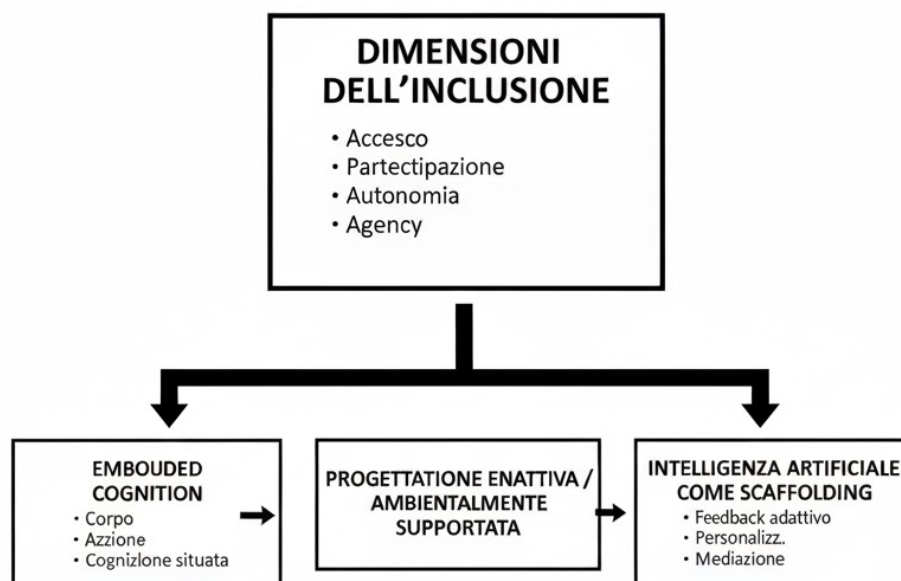 DIMENSIONI
DELL’INCLUSIONE
· Accesco
· Partectipazione
· Autonomia
· Agency
EMBOUDED
COGNITION
· Corpo
· Azzione
· Cognizlone situata
PROGETTATIONE ENATTIVA /
AMBIENTALMENTE
SUPPORTATA
INTELLIGENZA ARTIFICIALE
COME SCAFFOLDING
· Feedback adattivo
· Personalizz..
· Mediazione